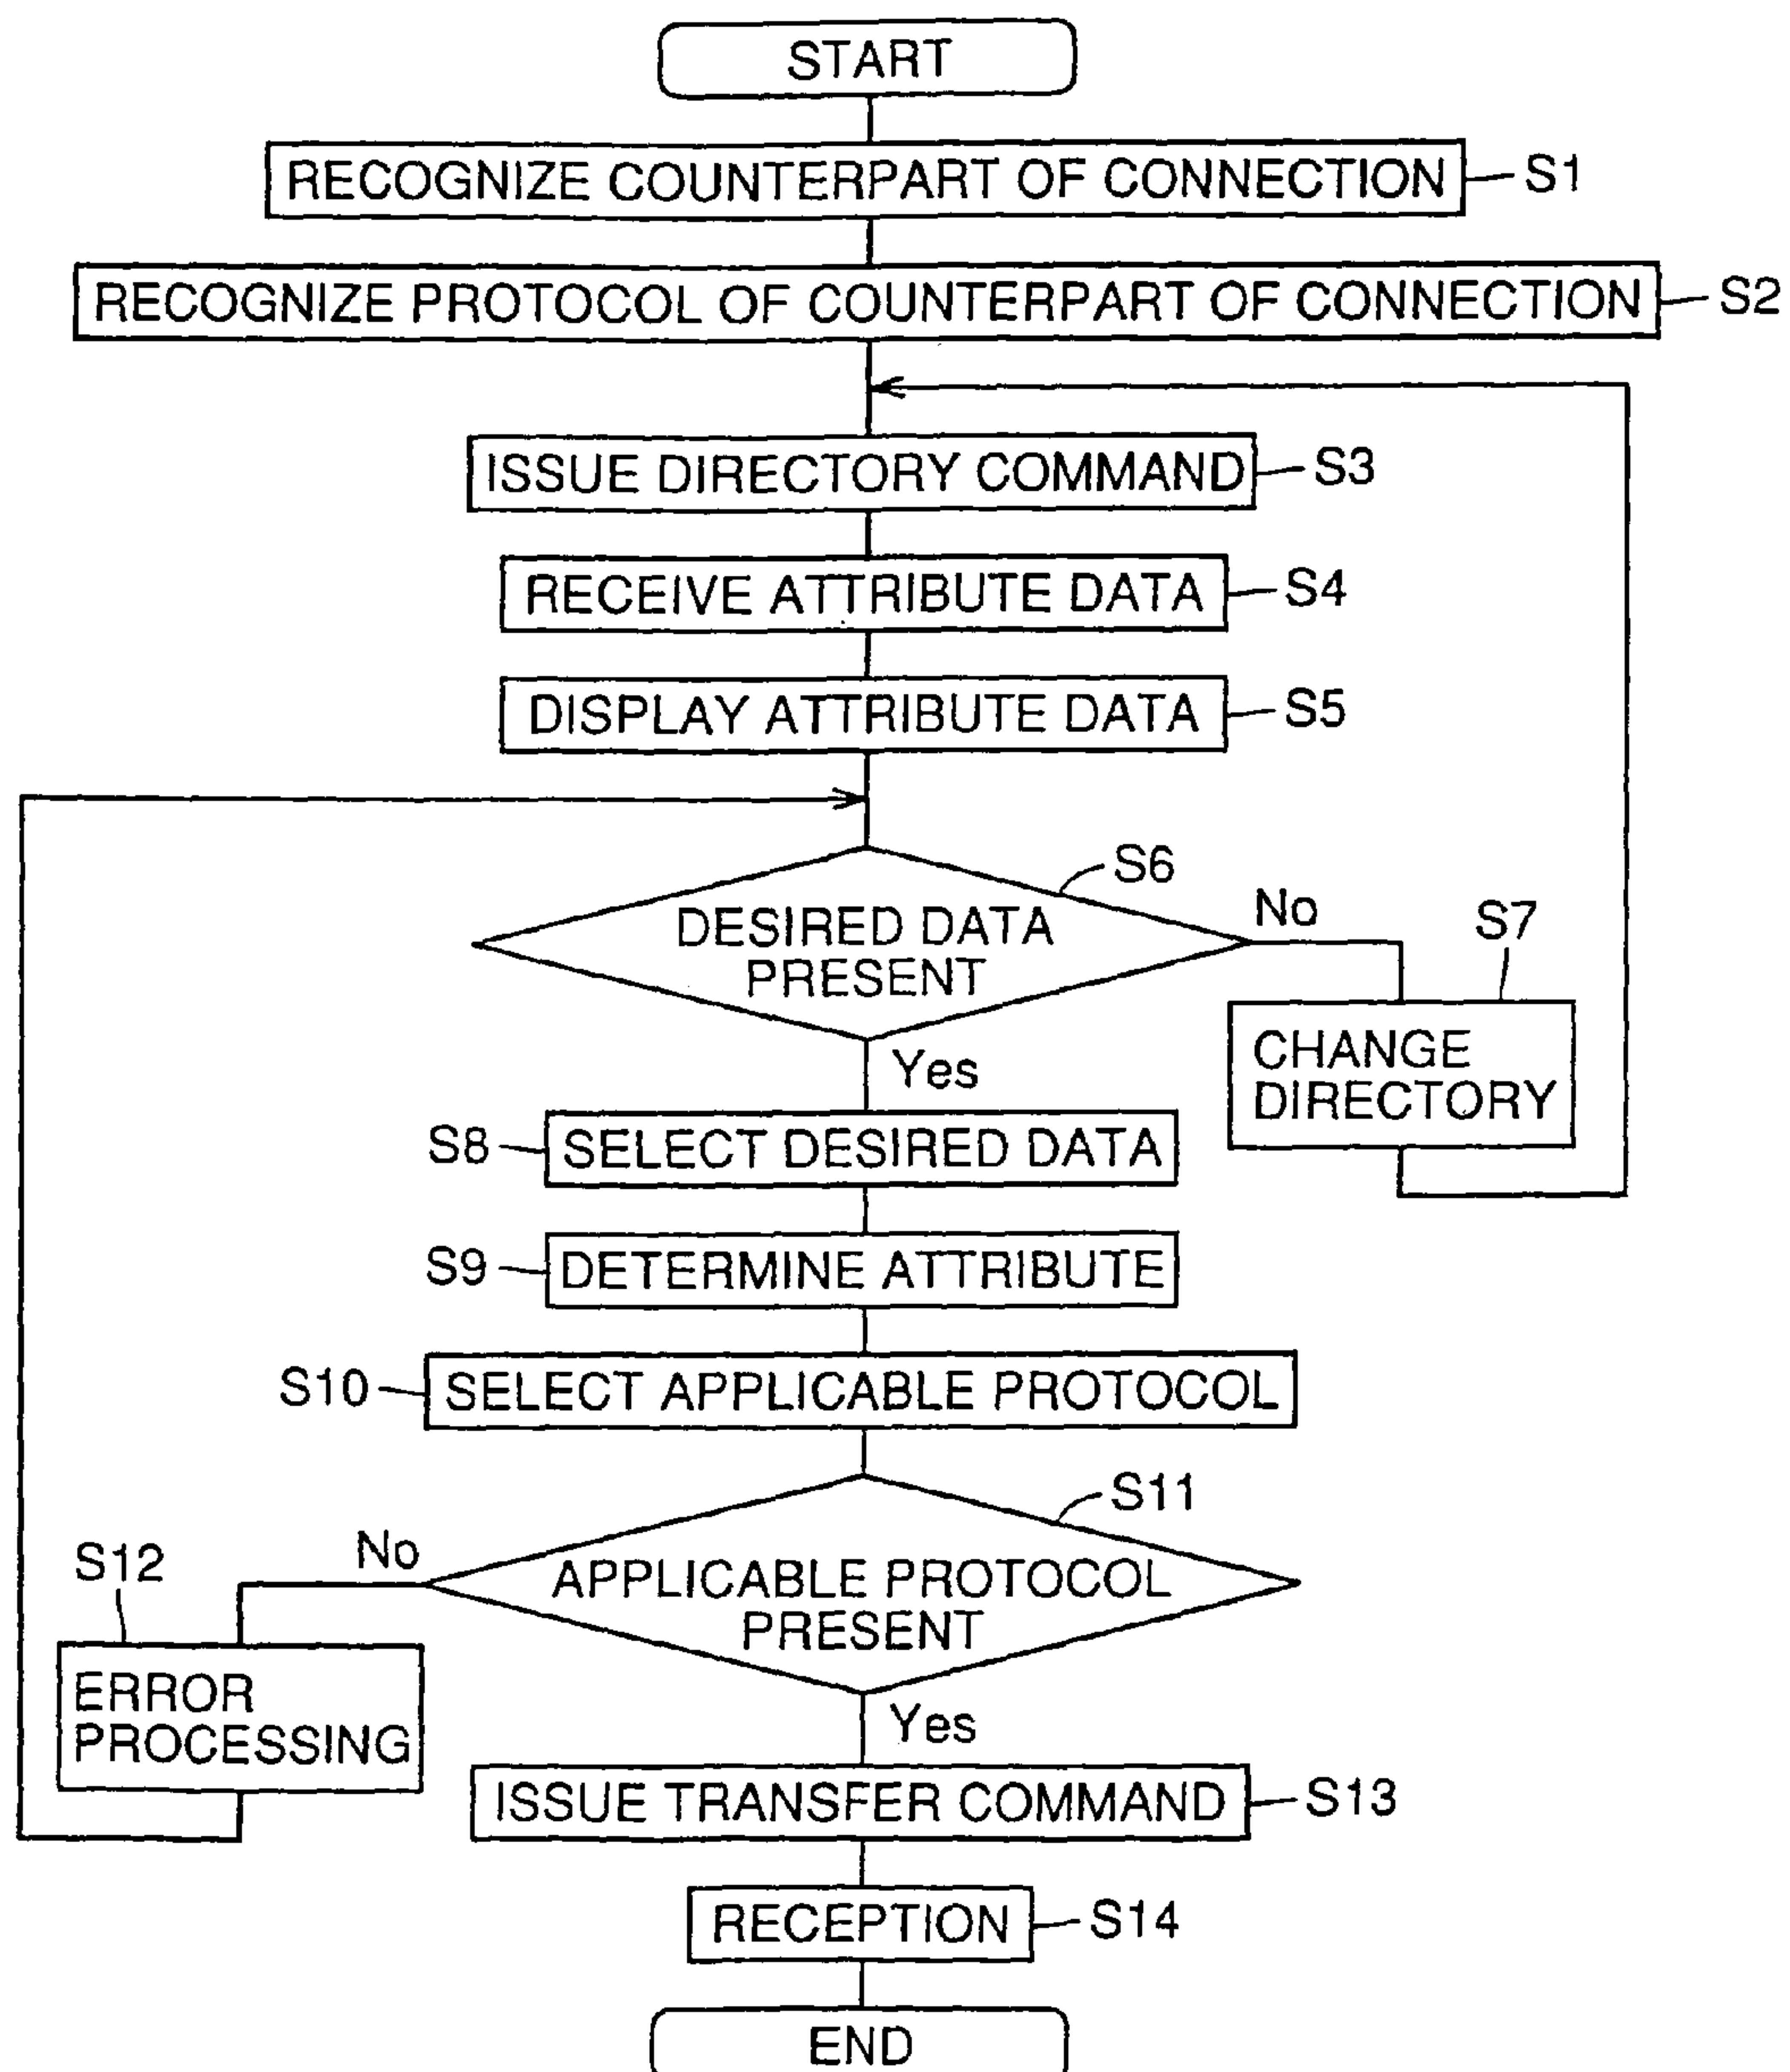 START
RECOGNIZE COUNTERPART OF CONNECTION S1
RECOGNIZE PROTOCOL OF COUNTERPART OF CONNECTION S2
ISSUE DIRECTORY COMMAND S3
RECEIVE ATTRIBUTE DATA S4
DISPLAY ATTRIBUTE DATA S5
S6
DESIRED DATA
PRESENT
No
S7
CHANGE
DIRECTORY
Yes
S8 SELECT DESIRED DATA
S9 DETERMINE ATTRIBUTE
S10 SELECT APPLICABLE PROTOCOL
S11
APPLICABLE PROTOCOL
PRESENT
No
S12
ERROR
PROCESSING
Yes
ISSUE TRANSFER COMMAND S13
RECEPTION S14
END